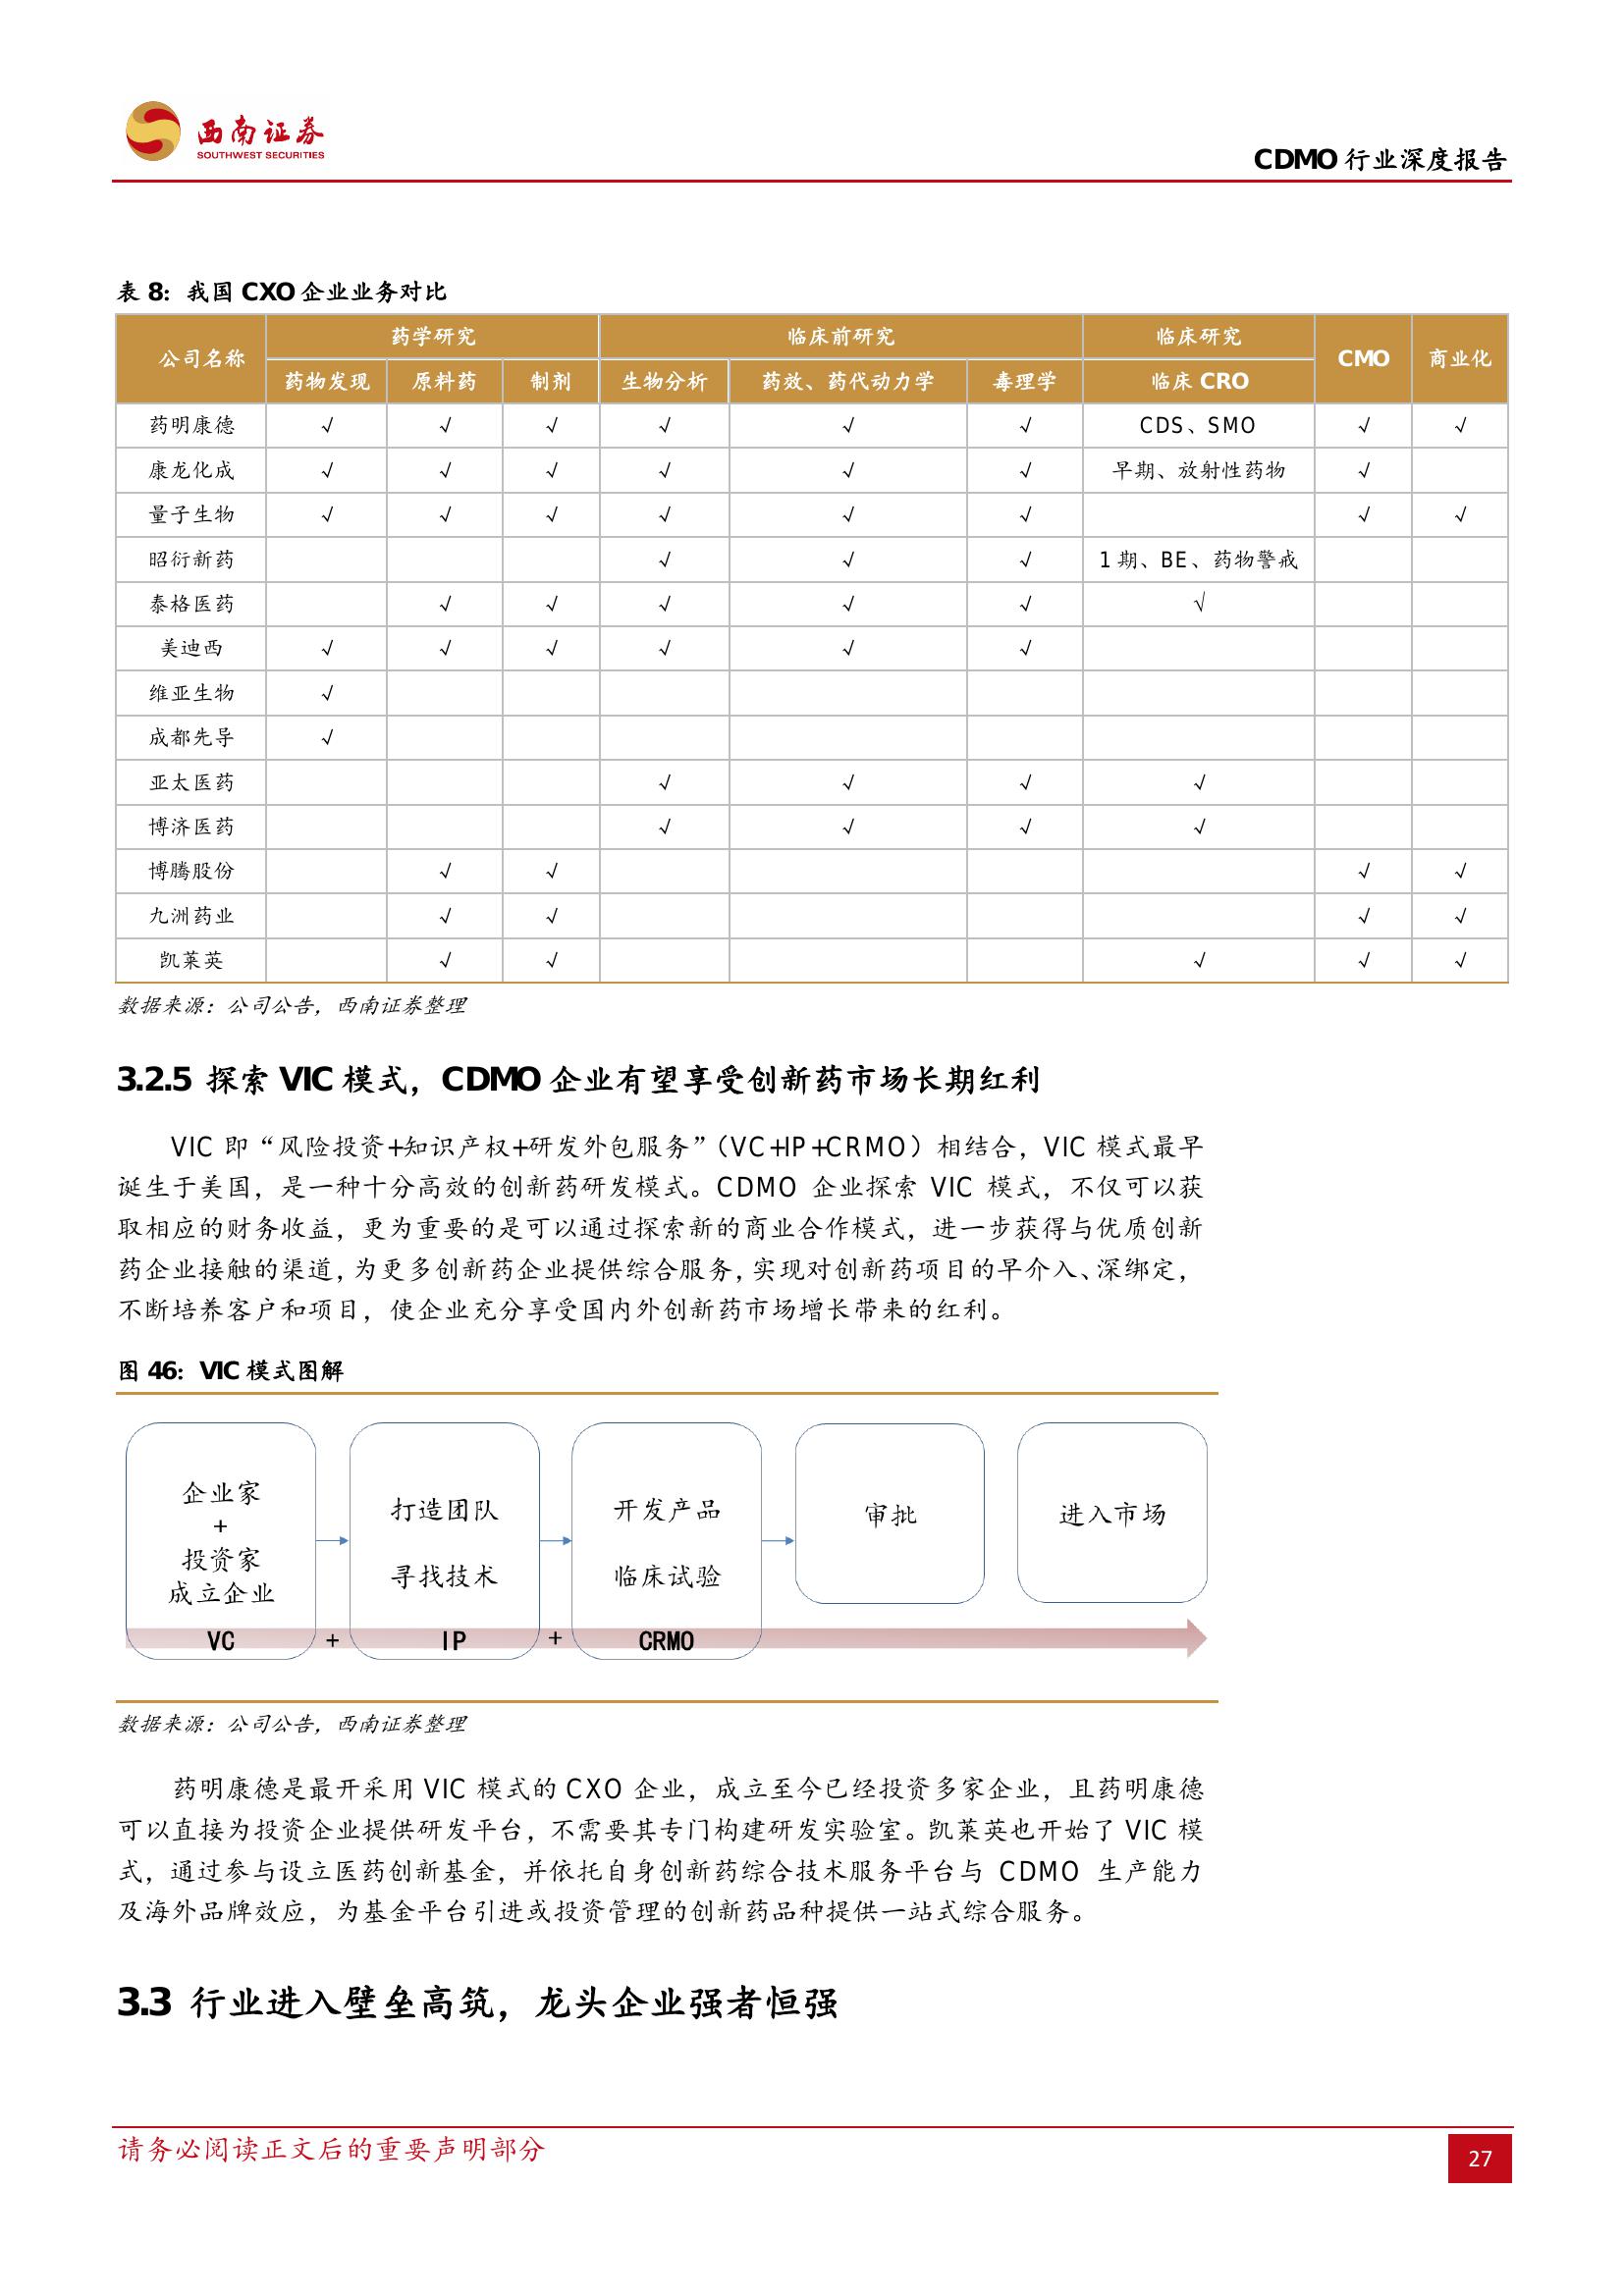 西南证券
SOUTHWEST SECURITIES
CDMO 行业深度报告
表 8：我国 CXO 企业业务对比
公司名称 药学研究 临床前研究 临床研究 CMO 商业化
药物发现 原料药 制剂 生物分析 药效、药代动力学 毒理学 临床 CRO
药明康德 √ √ √ √ √ √ CDS、SMO √ √
康龙化成 √ √ √ √ √ √ 早期、放射性药物 √
量子生物 √ √ √ √ √ √ √ √
昭衍新药 √ √ √ 1 期、BE、药物警戒
泰格医药 √ √ √ √ √ √
美迪西 √ √ √ √ √ √
维亚生物 √
成都先导 √
亚太医药 √ √ √ √
博济医药 √ √ √ √
博腾股份 √ √ √ √
九洲药业 √ √ √ √
凯莱英 √ √ √ √ √
数据来源：公司公告，西南证券整理
3.2.5 探索 VIC 模式，CDMO 企业有望享受创新药市场长期红利
VIC 即“风险投资+知识产权+研发外包服务”（VC+IP+CRMO）相结合，VIC 模式最早
诞生于美国，是一种十分高效的创新药研发模式。CDMO 企业探索 VIC 模式，不仅可以获
取相应的财务收益，更为重要的是可以通过探索新的商业合作模式，进一步获得与优质创新
药企业接触的渠道，为更多创新药企业提供综合服务，实现对创新药项目的早介入、深绑定，
不断培养客户和项目，使企业充分享受国内外创新药市场增长带来的红利。
图 46：VIC 模式图解
企业家
+
投资家
成立企业
打造团队
寻找技术
开发产品
临床试验
审批
进入市场
VC + IP + CRMO
数据来源：公司公告，西南证券整理
药明康德是最开采用 VIC 模式的 CXO 企业，成立至今已经投资多家企业，且药明康德
可以直接为投资企业提供研发平台，不需要其专门构建研发实验室。凯莱英也开始了 VIC 模
式，通过参与设立医药创新基金，并依托自身创新药综合技术服务平台与 CDMO 生产能力
及海外品牌效应，为基金平台引进或投资管理的创新药品种提供一站式综合服务。
3.3 行业进入壁垒高筑，龙头企业强者恒强
请务必阅读正文后的重要声明部分
27